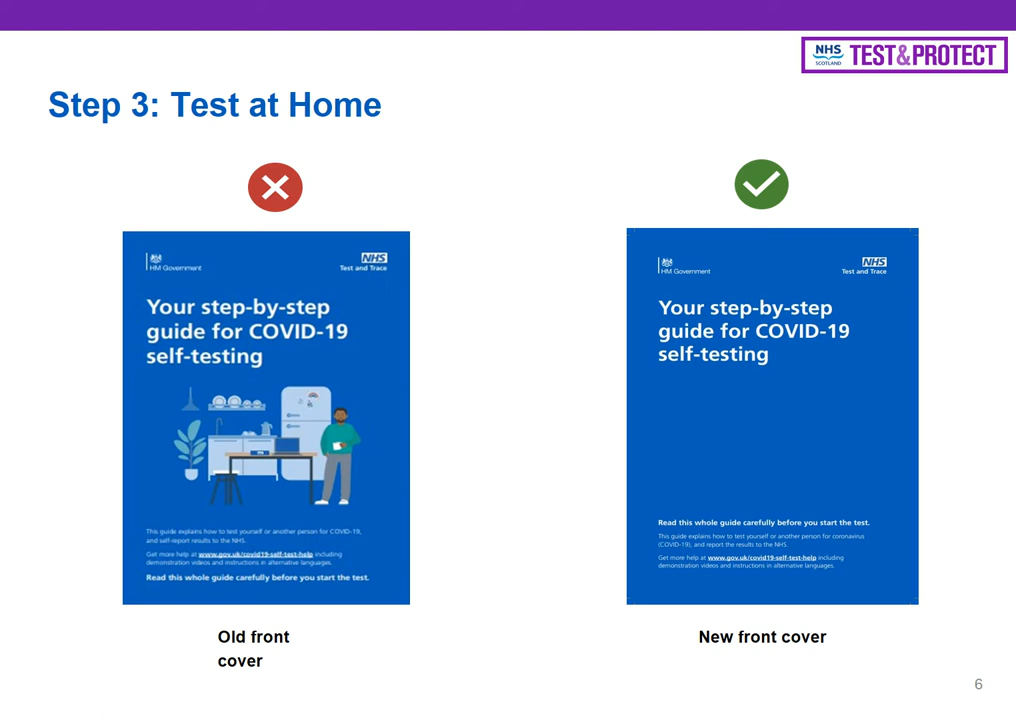 NHS
SCOTLAND
TEST&PROTECT
Step 3: Test at Home
HM Government
NHS
Test and Trace
Your step-by-step
guide for COVID-19
self-testing
This guide explains how to test yourself or another person for COVID-19,
and self-report results to the NHS.
Get more help at www.gov.uk/covid19-self-test-help including
demonstration videos and instructions in alternative languages.
Read this whole guide carefully before you start the test.
Old front
cover
HM Government
NHS
Test and Trace
Your step-by-step
guide for COVID-19
self-testing
Read this whole guide carefully before you start the test.
This guide explains how to test yourself or another person for coronavirus
(COVID-19), and report the results to the NHS.
Get more help at www.gov.uk/covid19-self-test-help including
demonstration videos and instructions in alternative languages.
New front cover
6